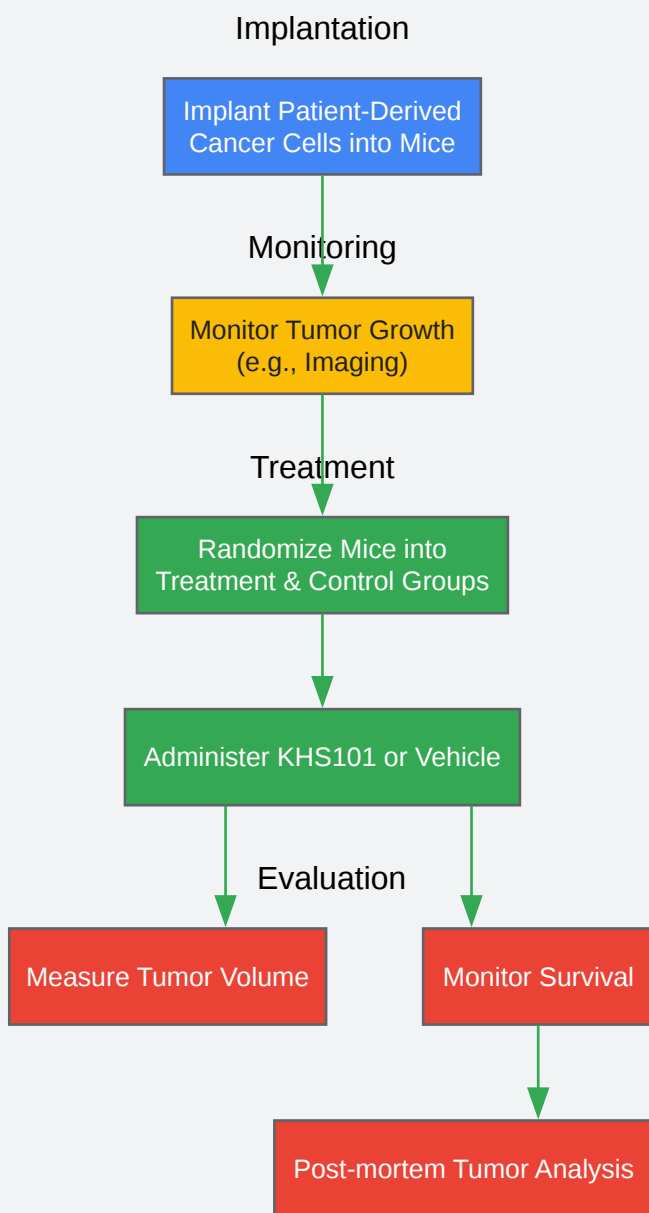 Implantation
Implant Patient-Derived
Cancer Cells into Mice
Monitoring
Monitor Tumor Growth
(e.g., Imaging)
Treatment
Randomize Mice into
Treatment & Control Groups
Administer KHS101 or Vehicle
Evaluation
Measure Tumor Volume
Monitor Survival
Post-mortem Tumor Analysis